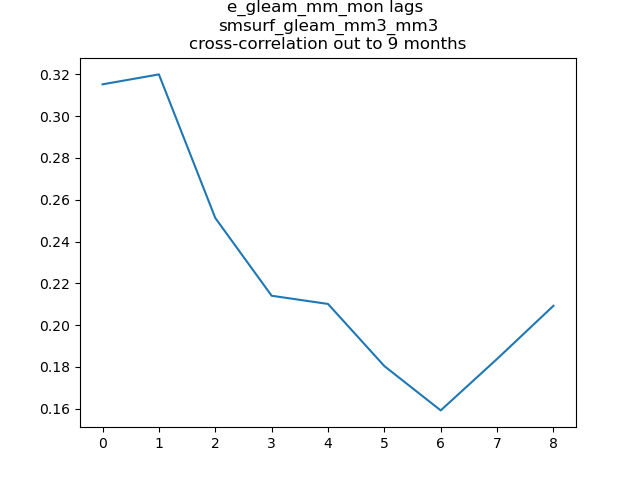 e_gleam_mm_mon lags
smsurf_gleam_mm3_mm3
cross-correlation out to 9 months
0.32
0.30
0.28
0.26
0.24
0.22
0.20
0.18
0.16
0 1 2 3 4 5 6 7 8